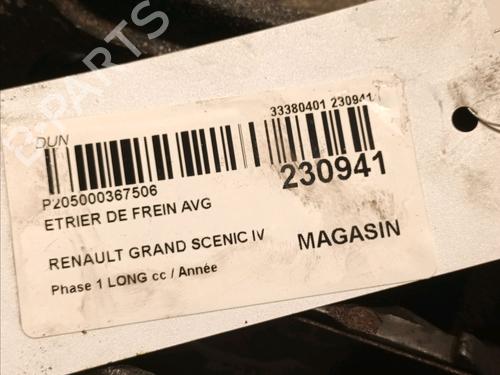 B-PARTS
DUN
33380401 230941
P205000367506
230941
ETRIER DE FREIN AVG
RENAULT GRAND SCENIC IV
MAGASIN
Phase 1 LONG cc / Année